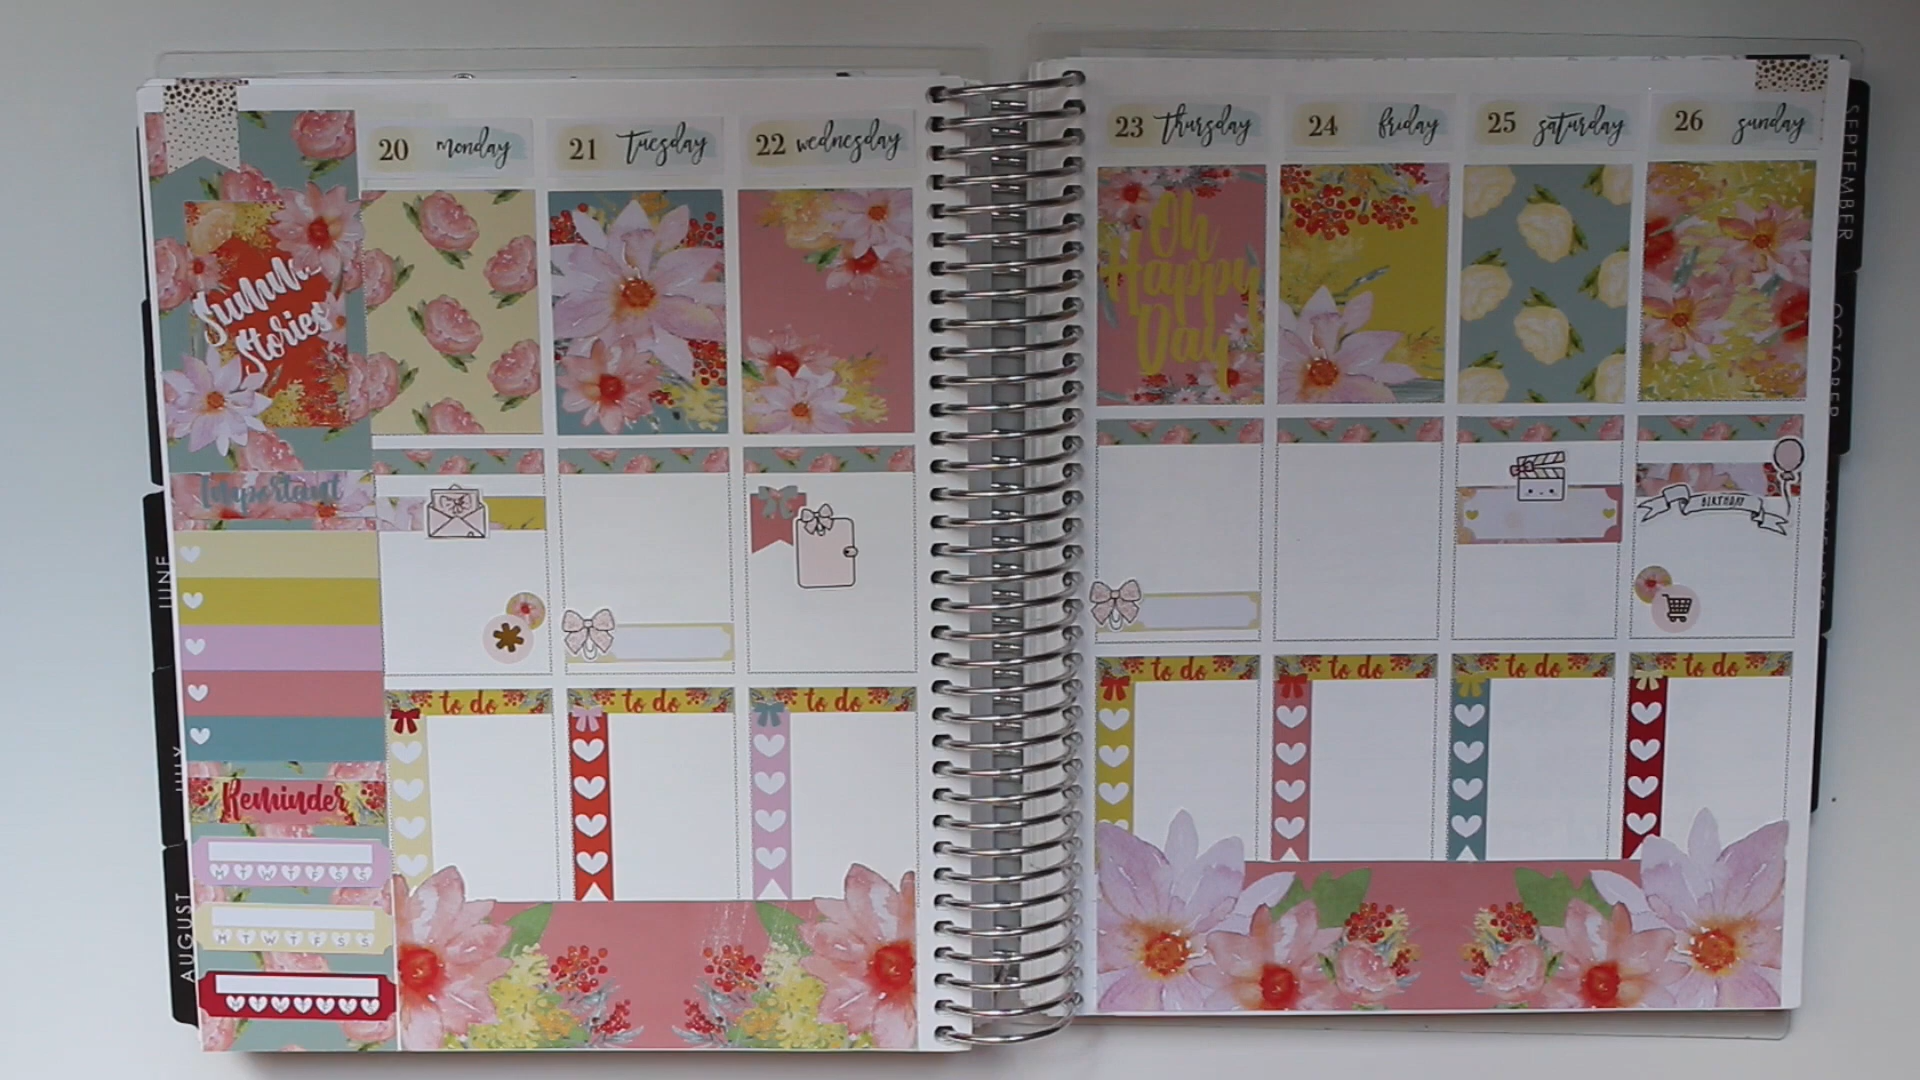 20 monday
21 Tuesday
22 wednesday
23 Thursday
24 friday
25 saturday
26 sunday
Summ
Stories
Oh
Happy
Day
Important
BIRTHDAY
to do
to do
to do
to do
to do
to do
to do
Reminder
M T W T F S S
M T W T F S S
M T W T F S S
JUNE
JULY
AUGUST
SEPTEMBER
OCTOBER